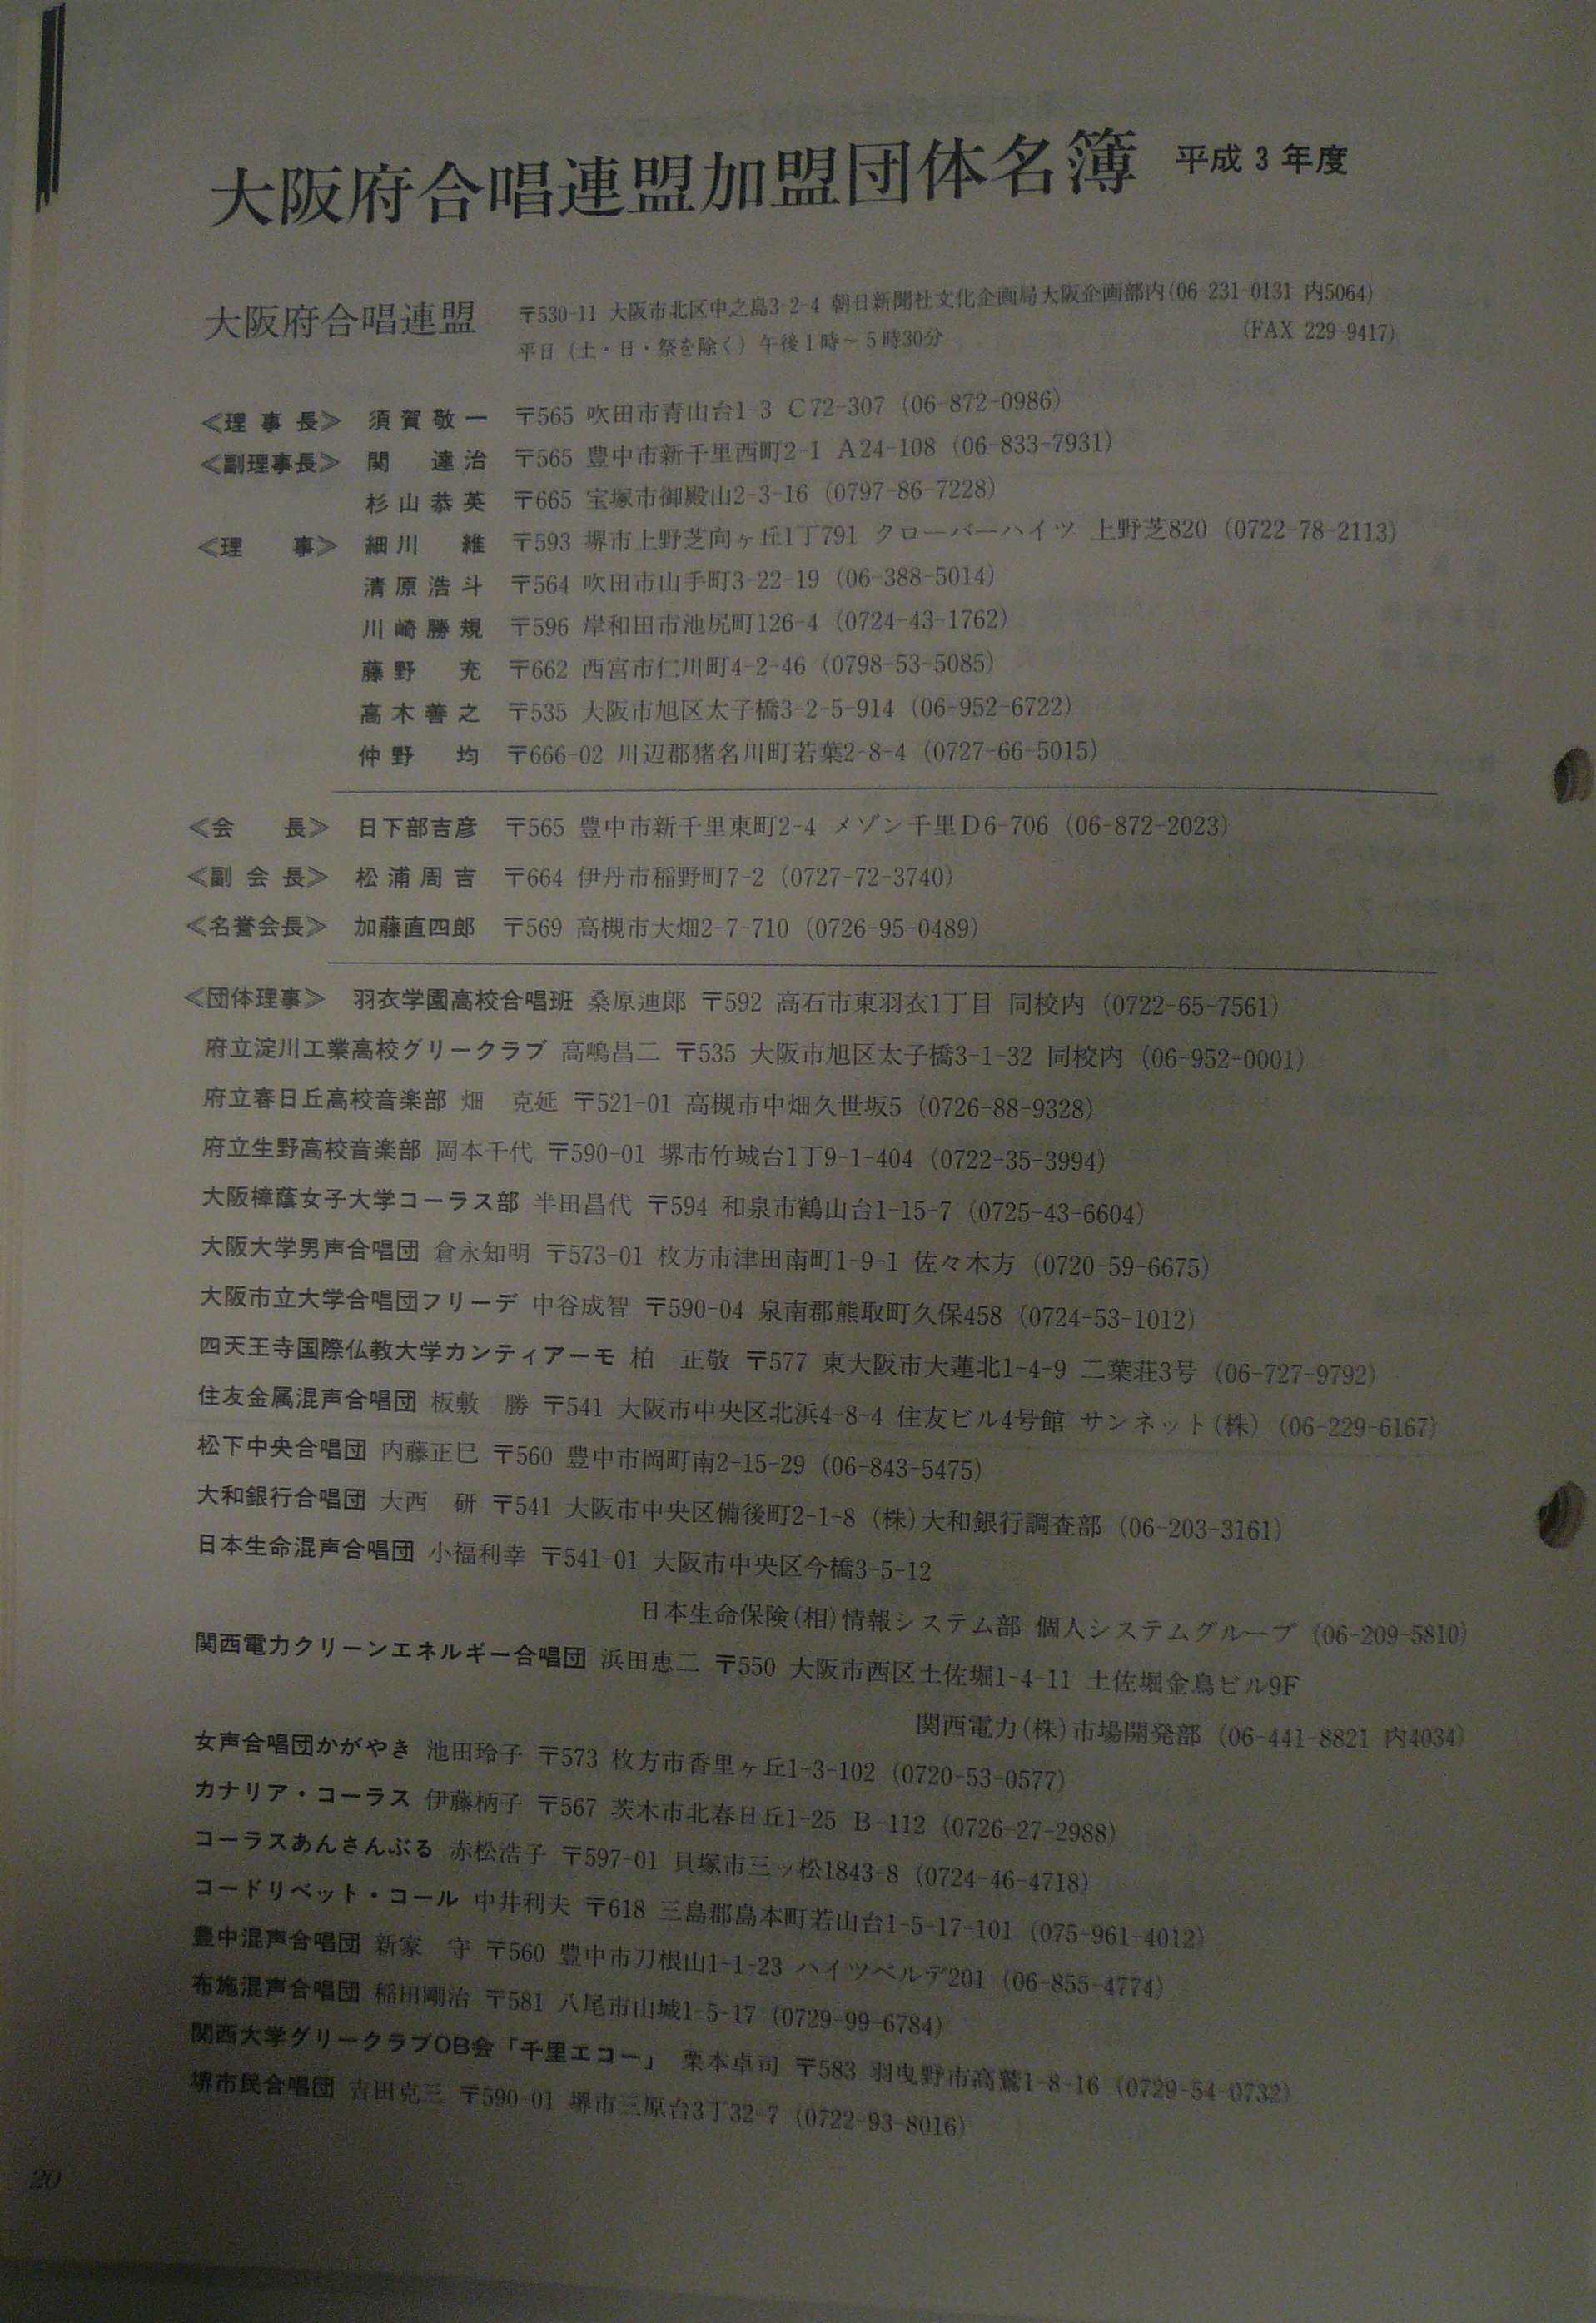 大阪府合唱連盟加盟団体名簿 平成3年度
大阪府合唱連盟 〒530-11 大阪市北区中之島3-2-4 朝日新聞社文化企画局大阪企画部内(06-231-0131 内5064)
平日(土・日・祭を除く)午後1時～5時30分 (FAX 229-9417)
≪理事長≫ 須賀敬一 〒565 吹田市青山台1-3 C72-307 (06-872-0986)
≪副理事長≫ 関 達治 〒565 豊中市新千里西町2-1 A24-108 (06-833-7931)
杉山恭英 〒665 宝塚市御殿山2-3-16 (0797-86-7228)
≪理 事≫ 細川 維 〒593 堺市上野芝向ヶ丘1丁791 クローバーハイツ 上野芝820 (0722-78-2113)
清原浩斗 〒564 吹田市山手町3-22-19 (06-388-5014)
川崎勝規 〒596 岸和田市池尻町126-4 (0724-43-1762)
藤野 充 〒662 西宮市仁川町4-2-46 (0798-53-5085)
高木善之 〒535 大阪市旭区太子橋3-2-5-914 (06-952-6722)
仲野 均 〒666-02 川辺郡猪名川町若葉2-8-4 (0727-66-5015)
≪会 長≫ 日下部吉彦 〒565 豊中市新千里東町2-4 メゾン千里D6-706 (06-872-2023)
≪副会長≫ 松浦周吉 〒664 伊丹市稲野町7-2 (0727-72-3740)
≪名誉会長≫ 加藤直四郎 〒569 高槻市大畑2-7-710 (0726-95-0489)
≪団体理事≫ 羽衣学園高校合唱班 桑原迪郎 〒592 高石市東羽衣1丁目 同校内 (0722-65-7561)
府立淀川工業高校グリークラブ 高嶋昌二 〒535 大阪市旭区太子橋3-1-32 同校内 (06-952-0001)
府立春日丘高校音楽部 畑 克延 〒521-01 高槻市中畑久世坂5 (0726-88-9328)
府立生野高校音楽部 岡本千代 〒590-01 堺市竹城台1丁9-1-404 (0722-35-3994)
大阪樟蔭女子大学コーラス部 半田昌代 〒594 和泉市鶴山台1-15-7 (0725-43-6604)
大阪大学男声合唱団 倉永知明 〒573-01 枚方市津田南町1-9-1 佐々木方 (0720-59-6675)
大阪市立大学合唱団フリーデ 中谷成智 〒590-04 泉南郡熊取町久保458 (0724-53-1012)
四天王寺国際仏教大学カンティアーモ 柏 正敬 〒577 東大阪市大蓮北1-4-9 二葉荘3号 (06-727-9792)
住友金属混声合唱団 板敷 勝 〒541 大阪市中央区北浜4-8-4 住友ビル4号館 サンネット(株) (06-229-6167)
松下中央合唱団 内藤正巳 〒560 豊中市岡町南2-15-29 (06-843-5475)
大和銀行合唱団 大西 研 〒541 大阪市中央区備後町2-1-8 (株)大和銀行調査部 (06-203-3161)
日本生命混声合唱団 小福利幸 〒541-01 大阪市中央区今橋3-5-12
日本生命保険(相)情報システム部 個人システムグループ (06-209-5810)
関西電力クリーンエネルギー合唱団 浜田恵二 〒550 大阪市西区土佐堀1-4-11 土佐堀金鳥ビル9F
関西電力(株)市場開発部 (06-441-8821 内4034)
女声合唱団かがやき 池田玲子 〒573 枚方市香里ヶ丘1-3-102 (0720-53-0577)
カナリア・コーラス 伊藤柄子 〒567 茨木市北春日丘1-25 B-112 (0726-27-2988)
コーラスあんさんぶる 赤松浩子 〒597-01 貝塚市三ッ松1843-8 (0724-46-4718)
コードリベット・コール 中井利夫 〒618 三島郡島本町若山台1-5-17-101 (075-961-4012)
豊中混声合唱団 新家 守 〒560 豊中市刀根山1-1-23 ハイツベルデ201 (06-855-4774)
布施混声合唱団 稲田剛治 〒581 八尾市山城1-5-17 (0729-99-6784)
関西大学グリークラブOB会「千里エコー」 栗本卓司 〒583 羽曳野市高鷲1-8-16 (0729-54-0732)
堺市民合唱団 吉田克三 〒590-01 堺市三原台3丁32-7 (0722-93-8016)
20